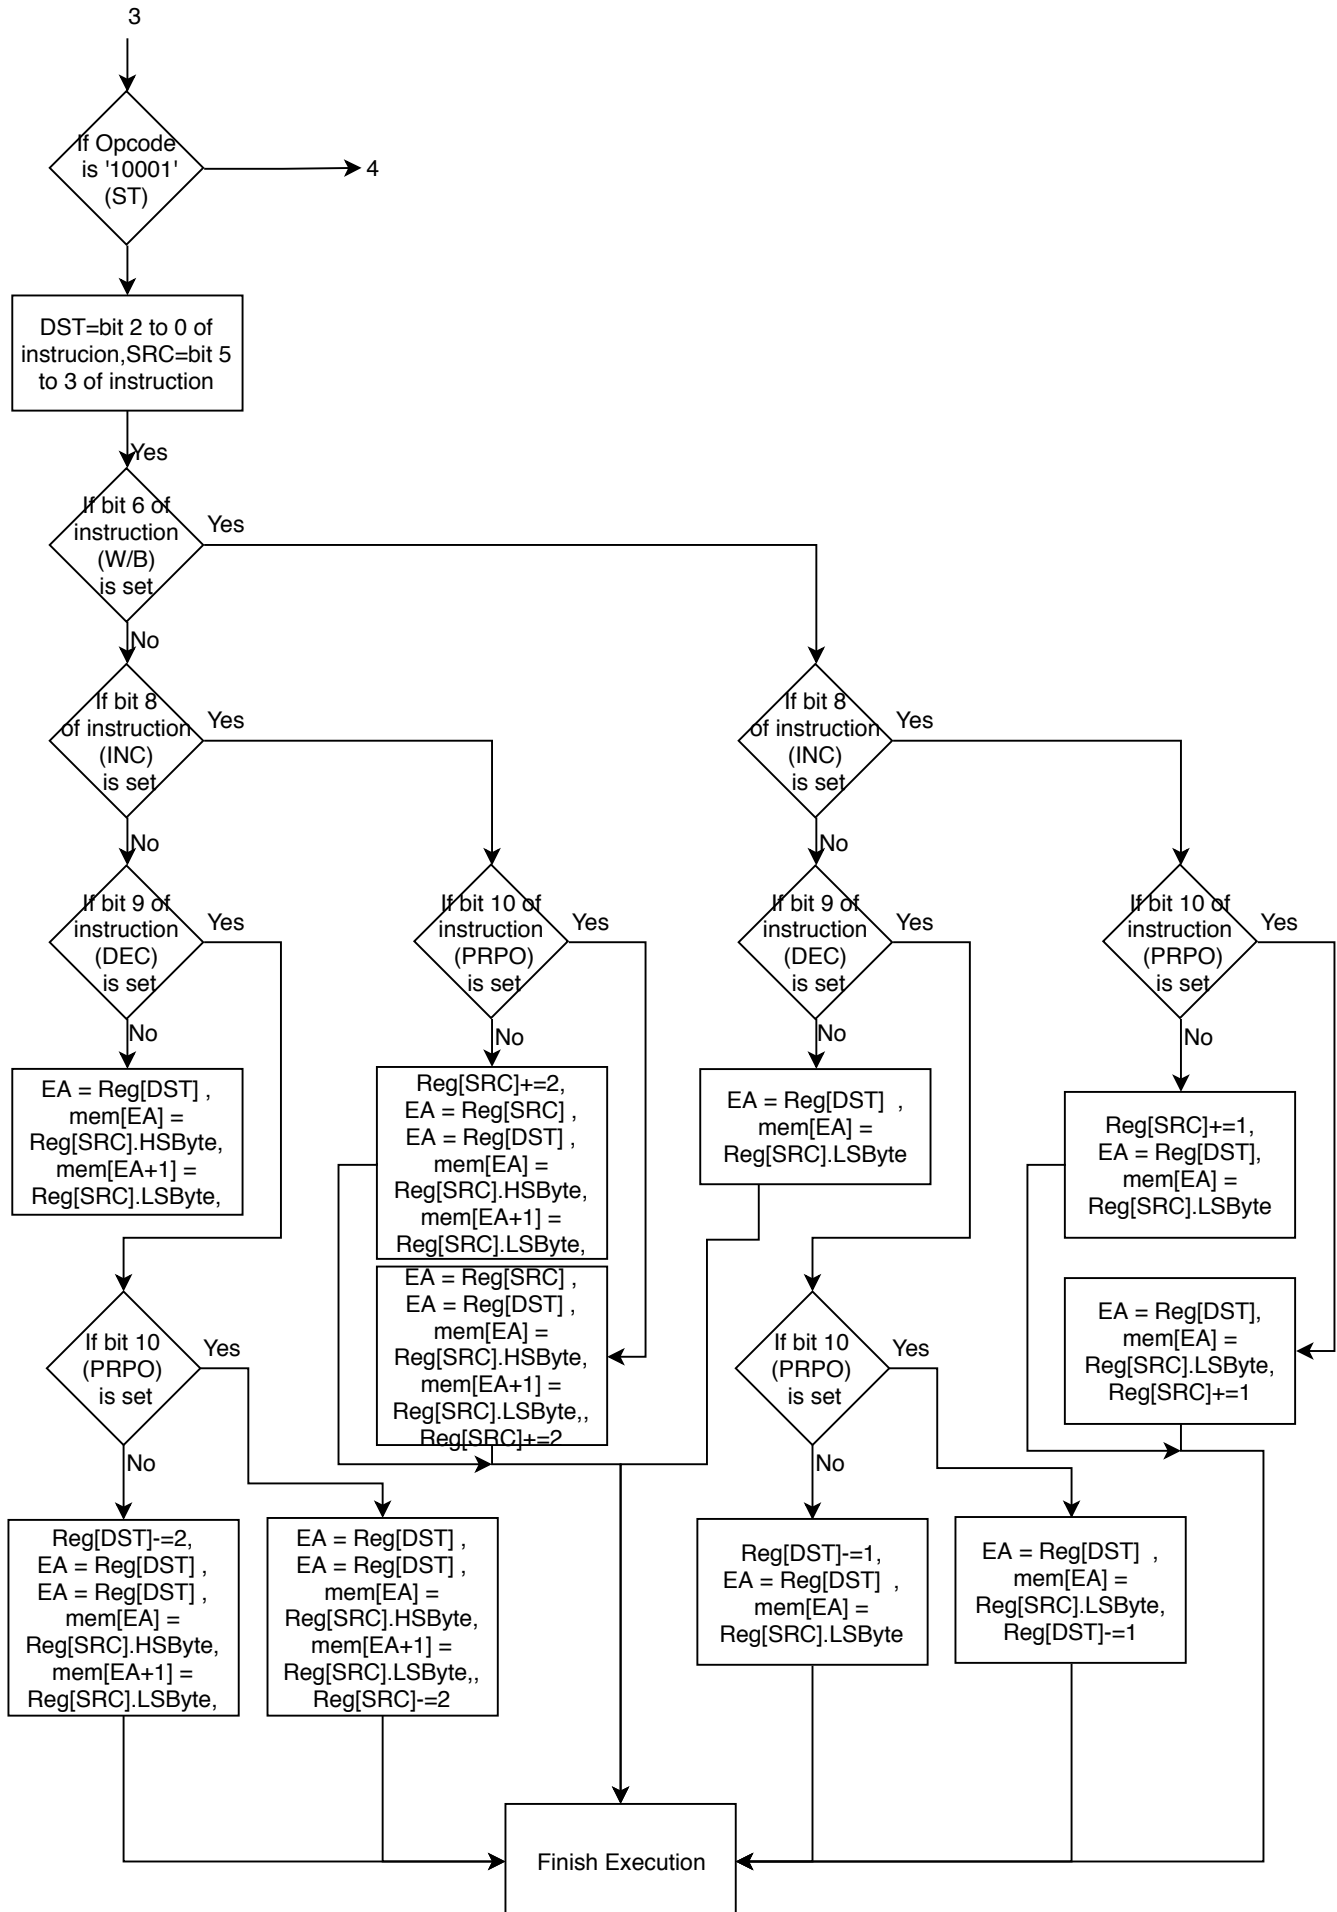 3
If Opcode
is '10001'
(ST)
4
DST=bit 2 to 0 of
instrucion,SRC=bit 5
to 3 of instruction
Yes
If bit 6 of
instruction
(W/B)
is set
Yes
No
If bit 8
of instruction
(INC)
is set
Yes
If bit 8
of instruction
(INC)
is set
Yes
No
No
If bit 9 of
instruction
(DEC)
is set
Yes
If bit 10 of
instruction
(PRPO)
is set
Yes
If bit 9 of
instruction
(DEC)
is set
Yes
If bit 10 of
instruction
(PRPO)
is set
Yes
No
No
No
No
EA = Reg[DST] ,
mem[EA] =
Reg[SRC].HSByte,
mem[EA+1] =
Reg[SRC].LSByte,
Reg[SRC]+=2,
EA = Reg[SRC] ,
EA = Reg[DST] ,
mem[EA] =
Reg[SRC].HSByte,
mem[EA+1] =
Reg[SRC].LSByte,
EA = Reg[DST] ,
mem[EA] =
Reg[SRC].LSByte
Reg[SRC]+=1,
EA = Reg[DST],
mem[EA] =
Reg[SRC].LSByte
EA = Reg[SRC] ,
EA = Reg[DST] ,
mem[EA] =
Reg[SRC].HSByte,
mem[EA+1] =
Reg[SRC].LSByte,,
Reg[SRC]+=2
EA = Reg[DST],
mem[EA] =
Reg[SRC].LSByte,
Reg[SRC]+=1
If bit 10
(PRPO)
is set
Yes
If bit 10
(PRPO)
is set
Yes
No
No
Reg[DST]-=2,
EA = Reg[DST] ,
EA = Reg[DST] ,
mem[EA] =
Reg[SRC].HSByte,
mem[EA+1] =
Reg[SRC].LSByte,
EA = Reg[DST] ,
EA = Reg[DST] ,
mem[EA] =
Reg[SRC].HSByte,
mem[EA+1] =
Reg[SRC].LSByte,,
Reg[SRC]-=2
Reg[DST]-=1,
EA = Reg[DST] ,
mem[EA] =
Reg[SRC].LSByte
EA = Reg[DST] ,
mem[EA] =
Reg[SRC].LSByte,
Reg[DST]-=1
Finish Execution